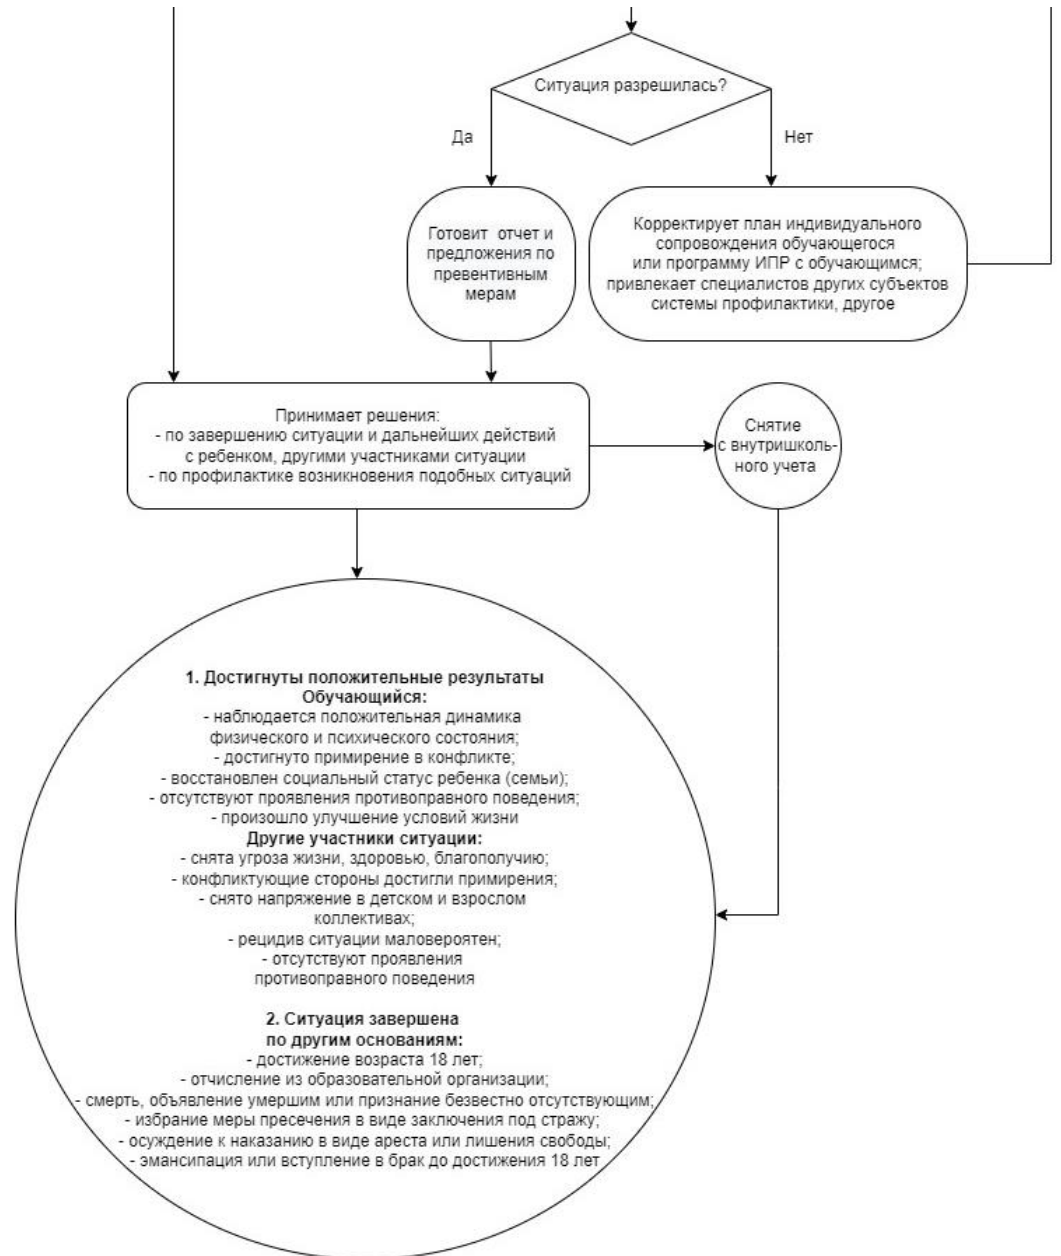 Ситуация разрешилась?
Да
Нет
Готовит отчет и
предложения по
превентивным
мерам
Корректирует план индивидуального
сопровождения обучающегося
или программу ИПР с обучающимся;
привлекает специалистов других субъектов
системы профилактики, другое
Принимает решения:
- по завершению ситуации и дальнейших действий
с ребенком, другими участниками ситуации
- по профилактике возникновения подобных ситуаций
Снятие
с внутришколь-
ного учета
1. Достигнуты положительные результаты
Обучающийся:
- наблюдается положительная динамика
физического и психического состояния;
- достигнуто примирение в конфликте;
- восстановлен социальный статус ребенка (семьи);
- отсутствуют проявления противоправного поведения;
- произошло улучшение условий жизни
Другие участники ситуации:
- снята угроза жизни, здоровью, благополучию;
- конфликтующие стороны достигли примирения;
- снято напряжение в детском и взрослом
коллективах;
- рецидив ситуации маловероятен;
- отсутствуют проявления
противоправного поведения
2. Ситуация завершена
по другим основаниям:
- достижение возраста 18 лет;
- отчисление из образовательной организации;
- смерть, объявление умершим или признание безвестно отсутствующим;
- избрание меры пресечения в виде заключения под стражу;
- осуждение к наказанию в виде ареста или лишения свободы;
- эмансипация или вступление в брак до достижения 18 лет